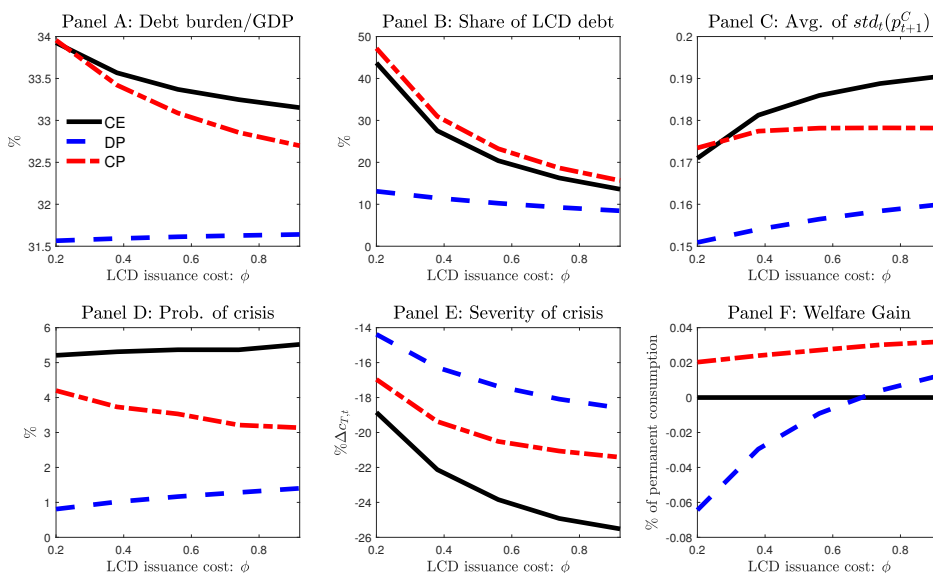 Panel A: Debt burden/GDP
34
33.5
33
32.5
32
31.5
%
CE
DP
CP
0.2 0.4 0.6 0.8
LCD issuance cost: ϕ
Panel B: Share of LCD debt
50
40
30
20
10
0
%
0.2 0.4 0.6 0.8
LCD issuance cost: ϕ
Panel C: Avg. of std_t(p^C_{t+1})
0.2
0.19
0.18
0.17
0.16
0.15
0.2 0.4 0.6 0.8
LCD issuance cost: ϕ
Panel D: Prob. of crisis
6
5
4
3
2
1
0
%
0.2 0.4 0.6 0.8
LCD issuance cost: ϕ
Panel E: Severity of crisis
-14
-16
-18
-20
-22
-24
-26
%Δc_{T,t}
0.2 0.4 0.6 0.8
LCD issuance cost: ϕ
Panel F: Welfare Gain
0.04
0.02
0
-0.02
-0.04
-0.06
-0.08
% of permanent consumption
0.2 0.4 0.6 0.8
LCD issuance cost: ϕ